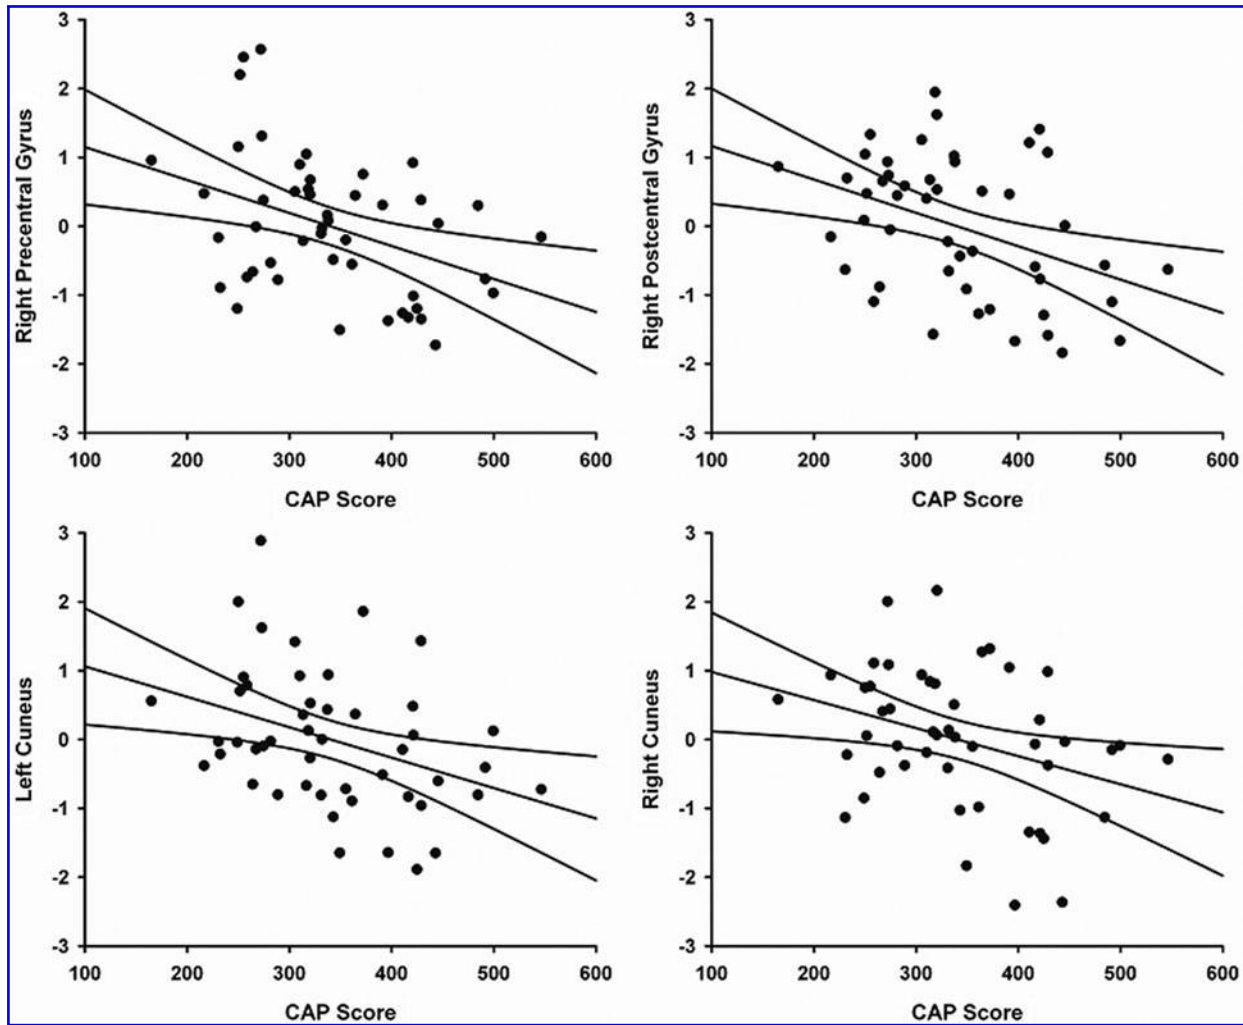 Right Precentral Gyrus
3
2
1
0
-1
-2
-3
100 200 300 400 500 600
CAP Score
Right Postcentral Gyrus
3
2
1
0
-1
-2
-3
100 200 300 400 500 600
CAP Score
Left Cuneus
3
2
1
0
-1
-2
-3
100 200 300 400 500 600
CAP Score
Right Cuneus
3
2
1
0
-1
-2
-3
100 200 300 400 500 600
CAP Score